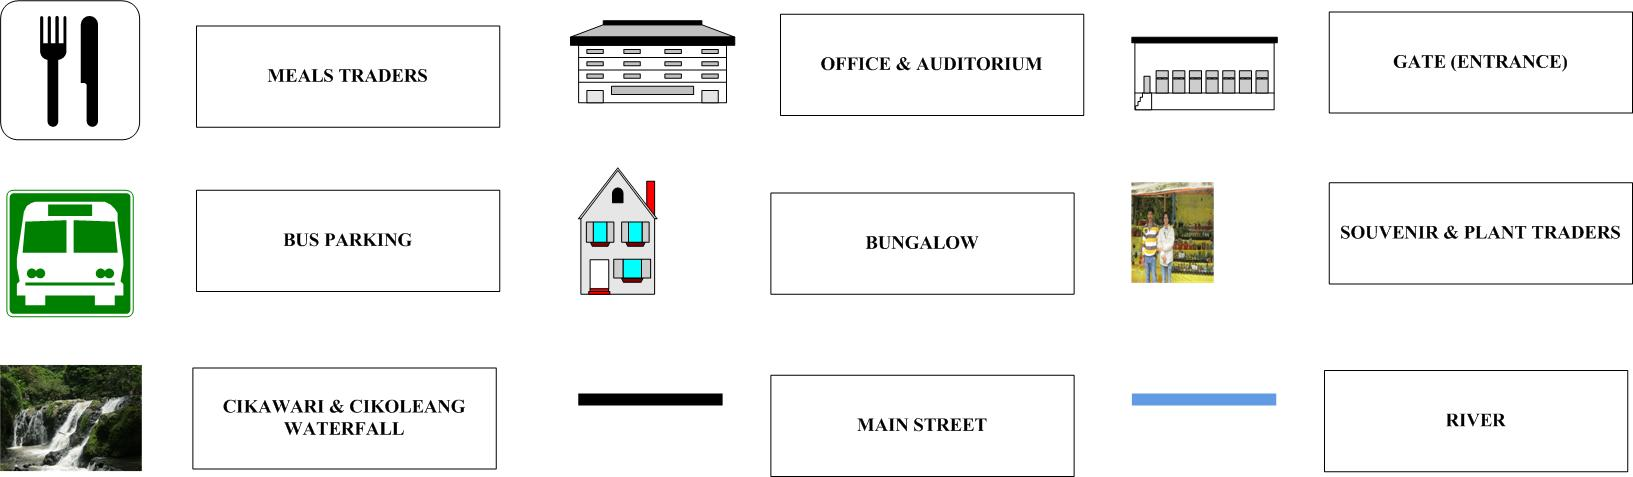 MEALS TRADERS
OFFICE & AUDITORIUM
GATE (ENTRANCE)
BUS PARKING
BUNGALOW
SOUVENIR & PLANT TRADERS
CIKAWARI & CIKOLEANG
WATERFALL
MAIN STREET
RIVER